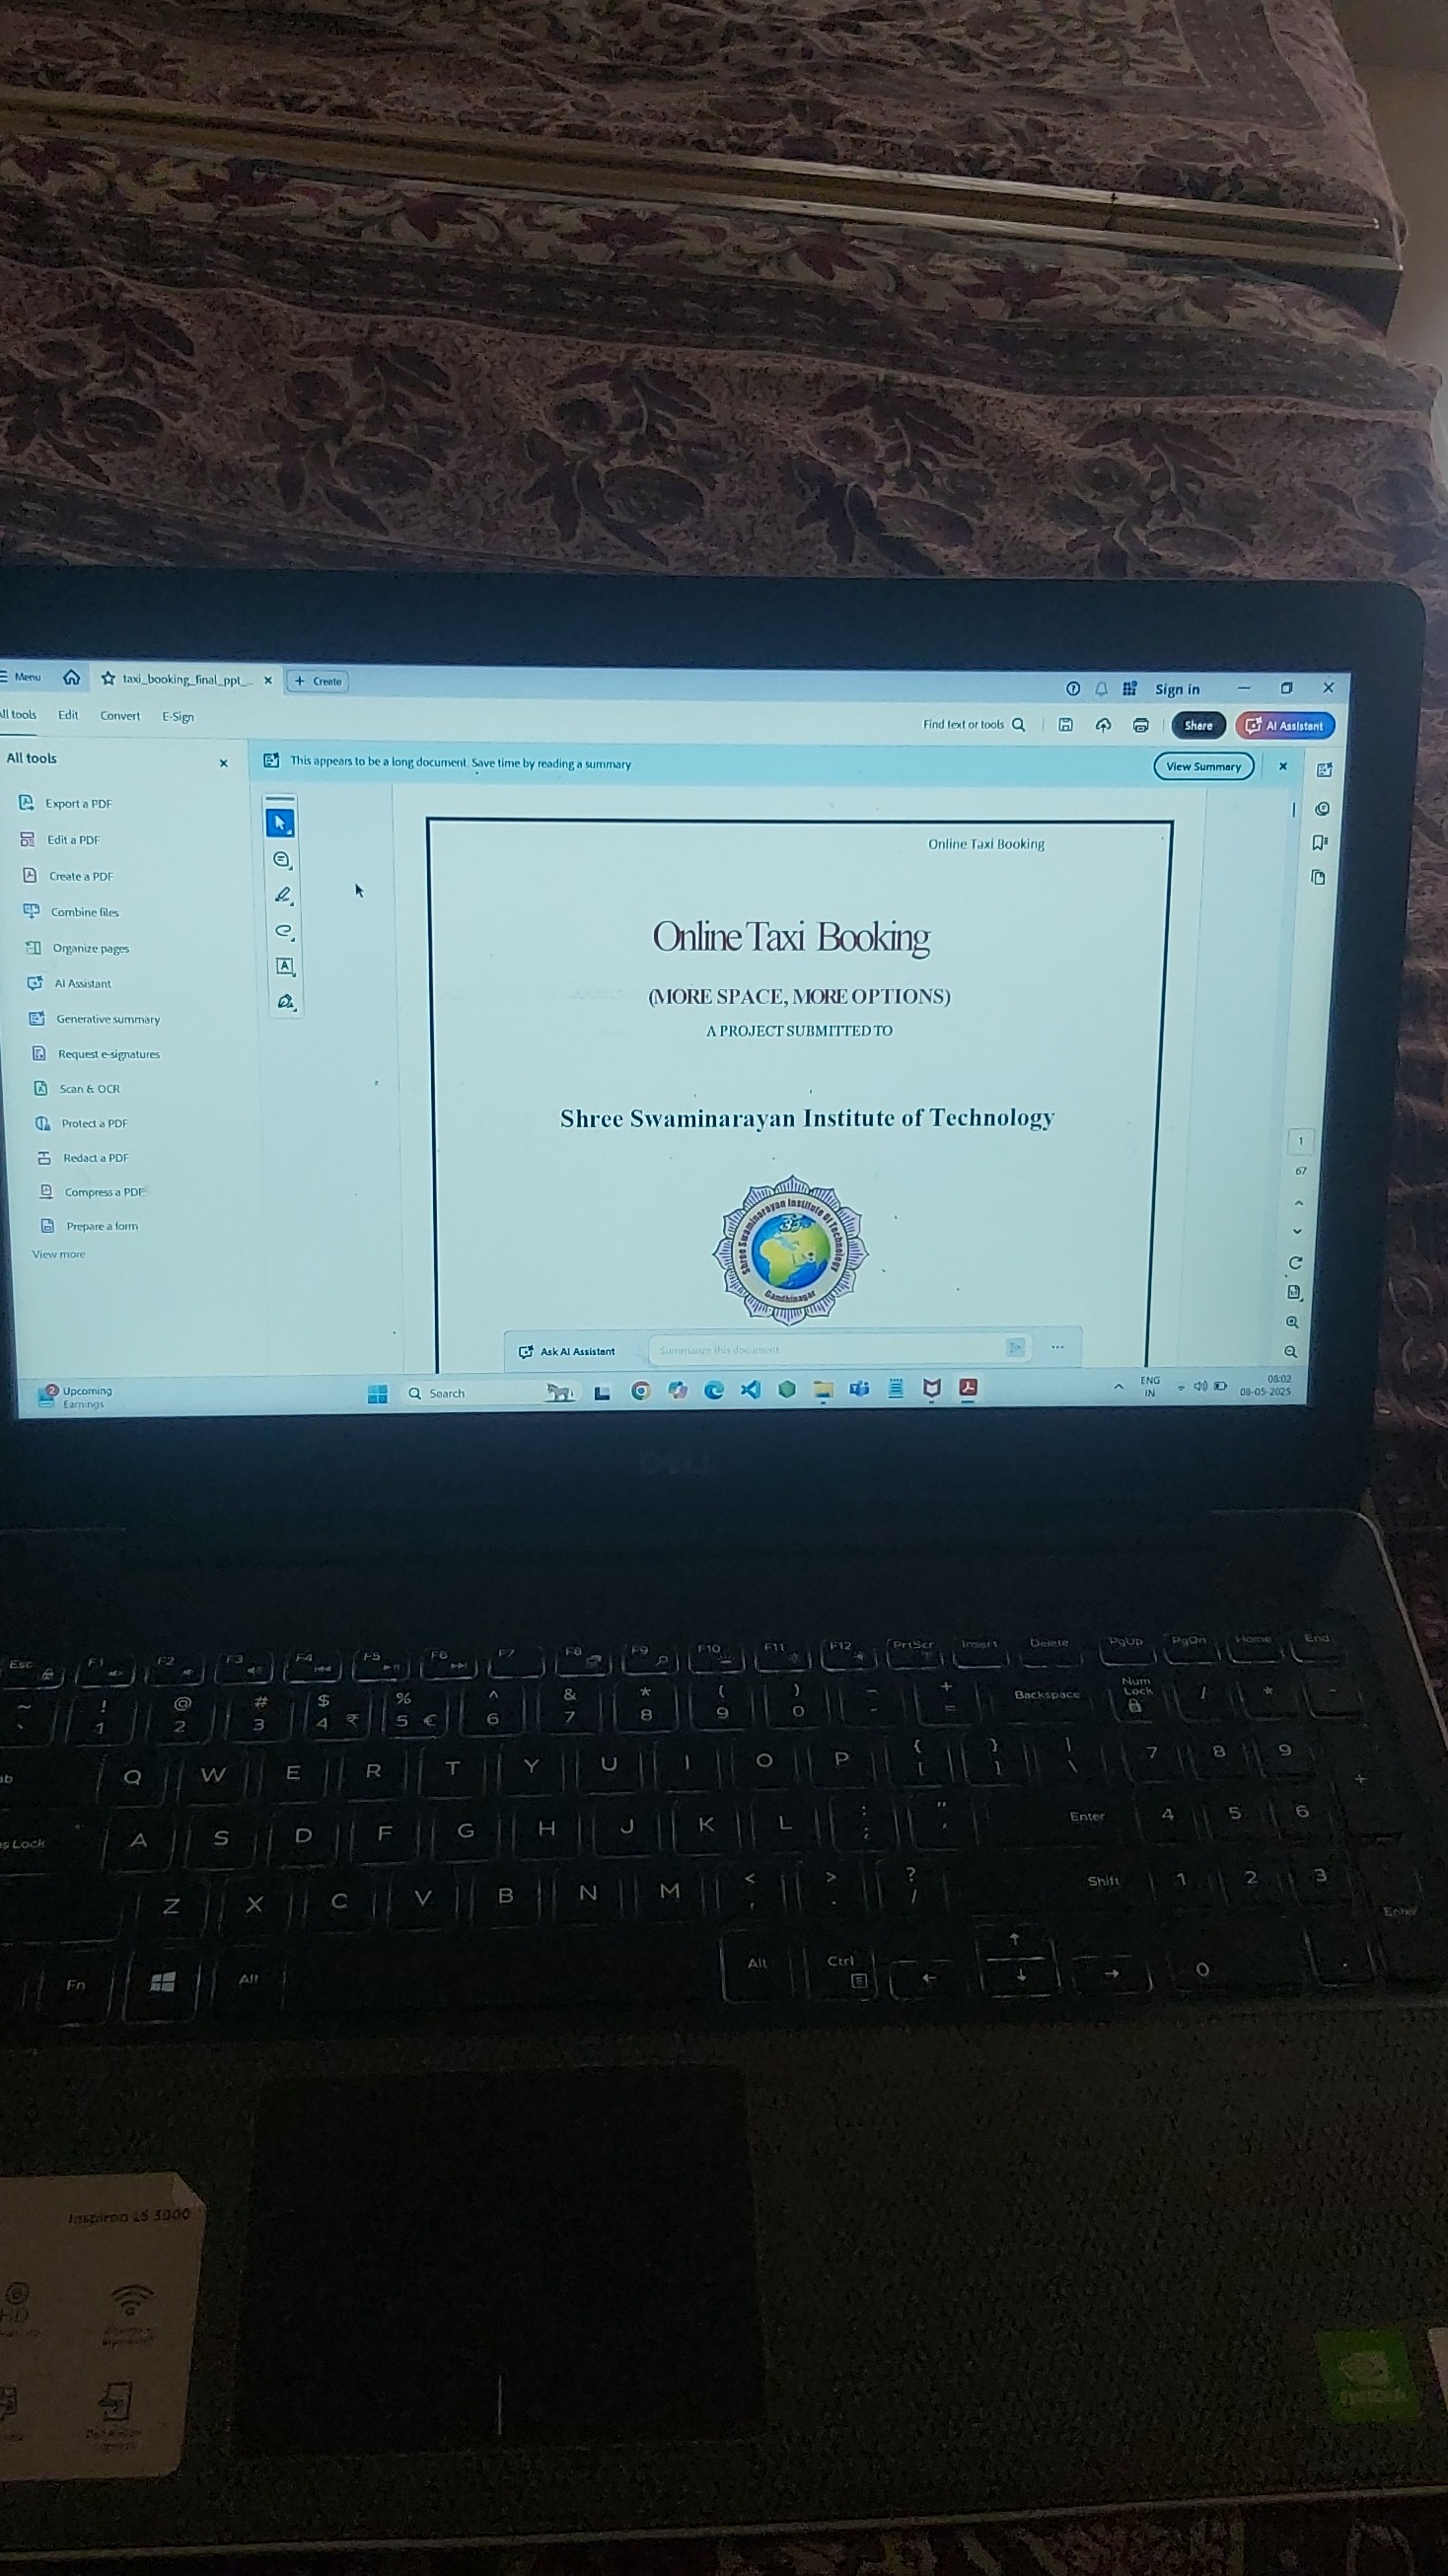 Menu
taxi_booking_final_ppt_...
+ Create
Sign in
All tools
Edit
Convert
E-Sign
Find text or tools
Share
AI Assistant
All tools
This appears to be a long document. Save time by reading a summary
View Summary
Export a PDF
Edit a PDF
Create a PDF
Combine files
Organize pages
AI Assistant
Generative summary
Request e-signatures
Scan & OCR
Protect a PDF
Redact a PDF
Compress a PDF
Prepare a form
View more
Online Taxi Booking
Online Taxi Booking
(MORE SPACE, MORE OPTIONS)
A PROJECT SUBMITTED TO
Shree Swaminarayan Institute of Technology
Shree Swaminarayan Institute Of Technology
Gandhinagar
1
67
Ask AI Assistant
Summarize this document
2
Upcoming
Earnings
Search
ENG
IN
08:02
08-05-2025
DELL
Esc F1 F2 F3 F4 F5 F6 F7 F8 F9 F10 F11 F12 PrtScr Insert Delete PgUp PgDn Home End
~ ! @ # $ % ^ & * ( ) _ +
` 1 2 3 4 ₹ 5 € 6 7 8 9 0 - = Backspace Num Lock / * -
Q W E R T Y U I O P { [ } ] | \ 7 8 9 +
A S D F G H J K L : ; " ' Enter 4 5 6
Z X C V B N M < , > . ? / Shift 1 2 3 Enter
Fn Alt Alt Ctrl 0 .
Inspiron 15 3000